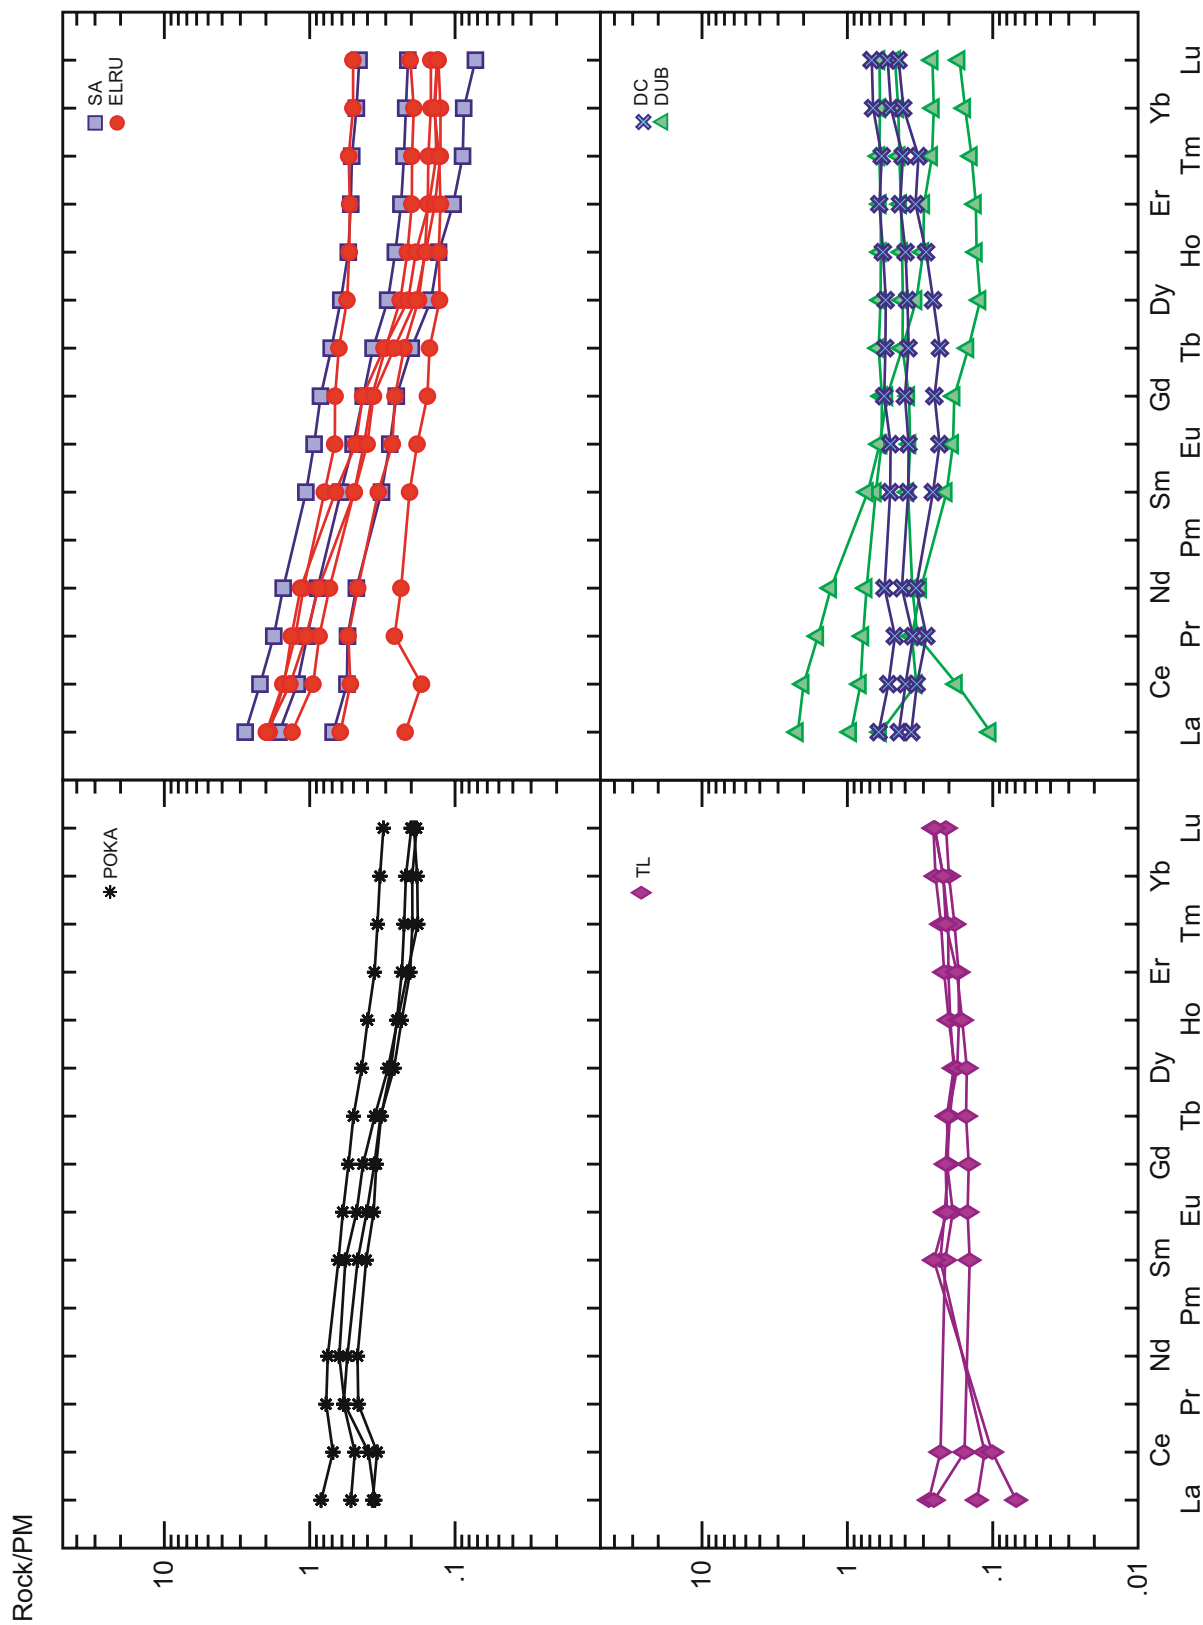 Rock/PM
10
1
.1
POKA
SA
ELRU
10
1
.1
.01
TL
DC
DUB
La Ce Pr Nd Pm Sm Eu Gd Tb Dy Ho Er Tm Yb Lu
La Ce Pr Nd Pm Sm Eu Gd Tb Dy Ho Er Tm Yb Lu